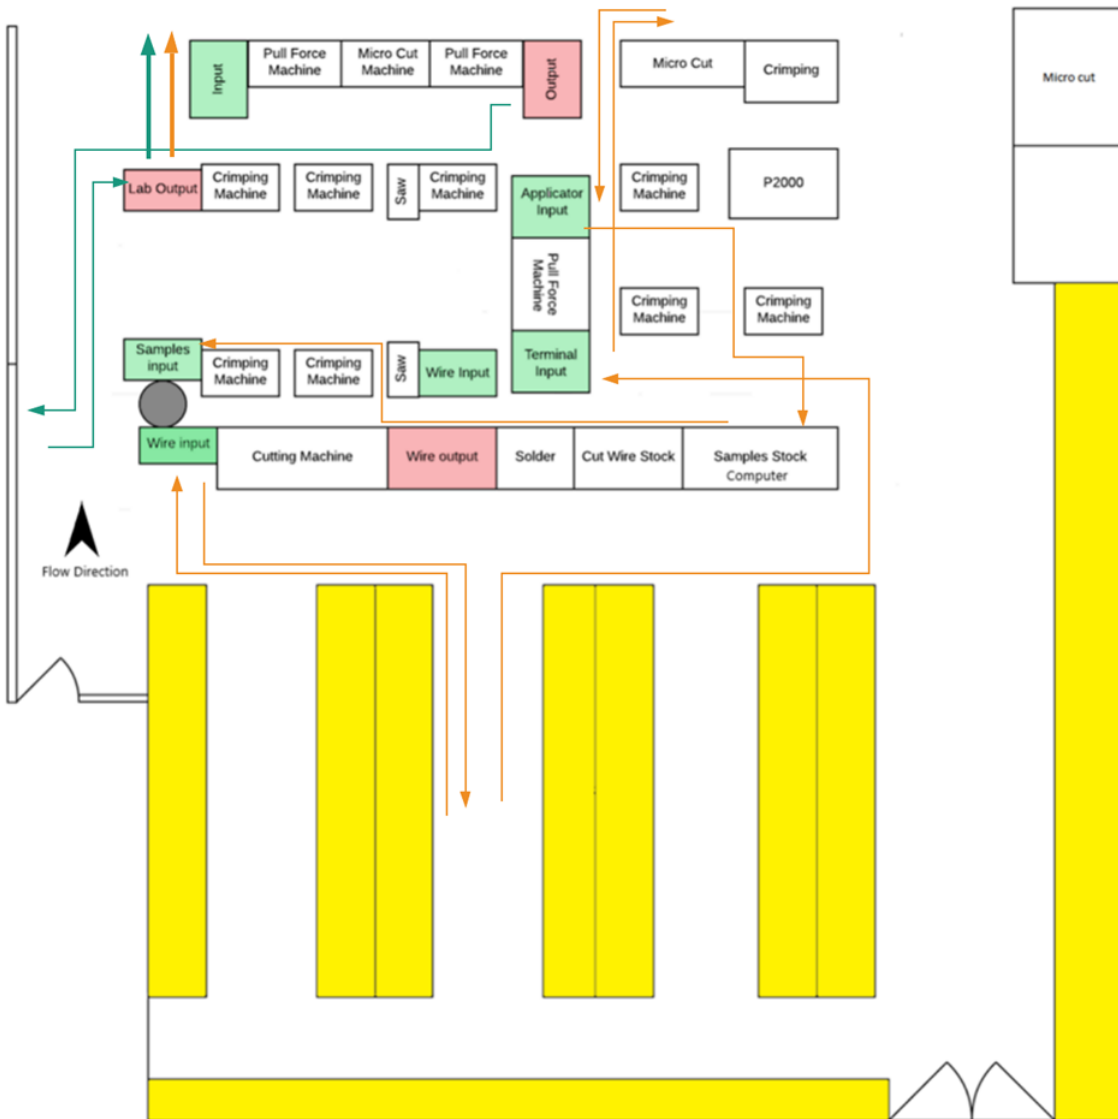 Input
Pull Force
Machine
Micro Cut
Machine
Pull Force
Machine
Output
Micro Cut
Crimping
Micro cut
Lab Output
Crimping
Machine
Crimping
Machine
Saw
Crimping
Machine
Applicator
Input
Crimping
Machine
P2000
Pull Force
Machine
Crimping
Machine
Crimping
Machine
Samples
input
Crimping
Machine
Crimping
Machine
Saw
Wire Input
Terminal
Input
Wire input
Cutting Machine
Wire output
Solder
Cut Wire Stock
Samples Stock
Computer
Flow Direction